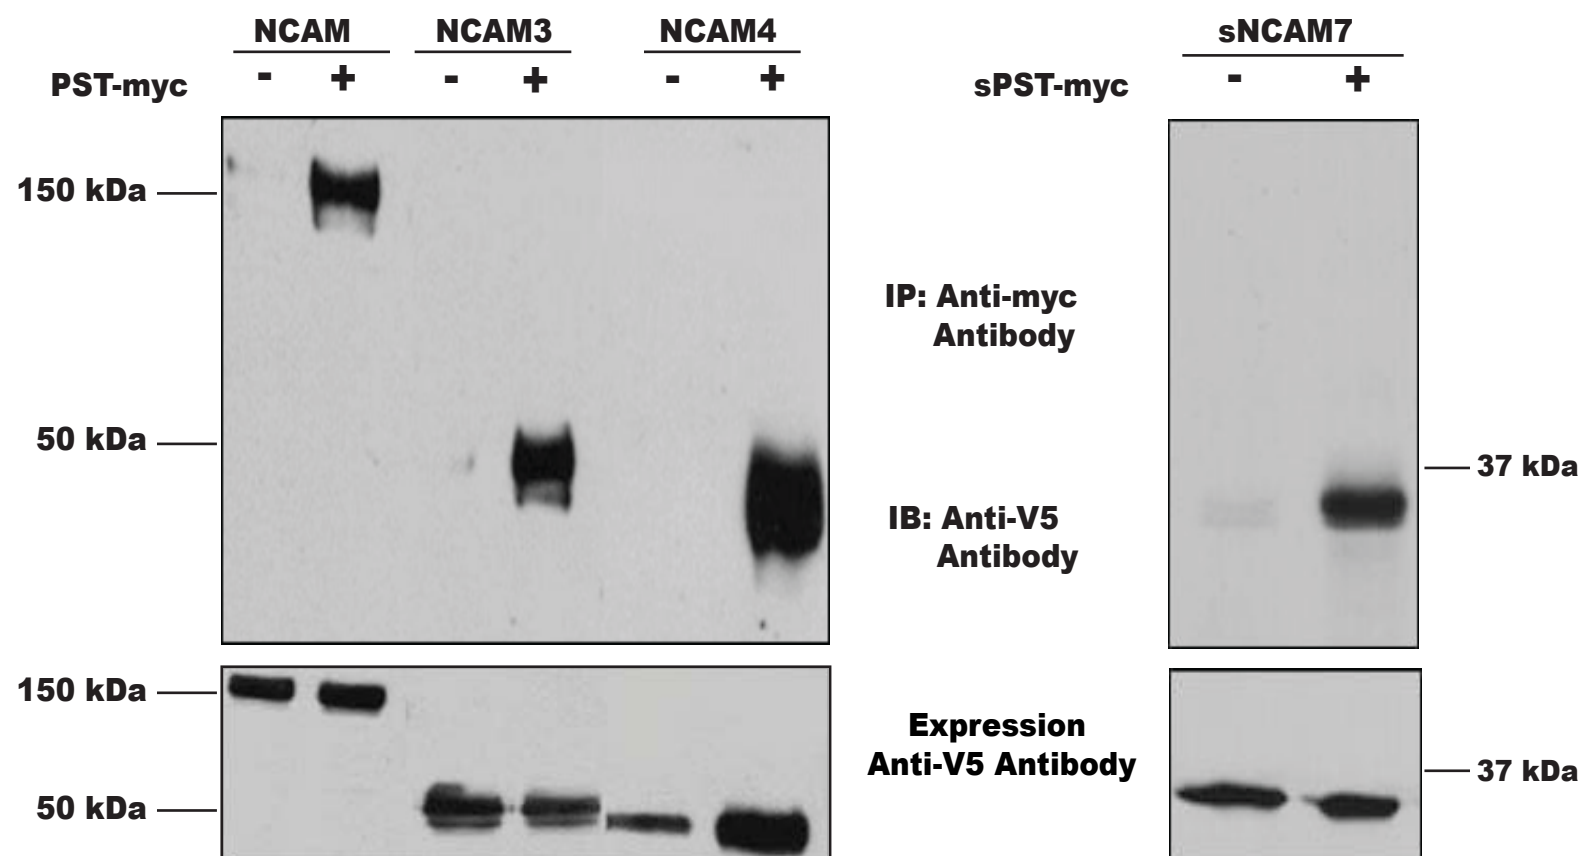 NCAM NCAM3 NCAM4 sNCAM7
PST-myc - + - + - + sPST-myc - +
150 kDa
IP: Anti-myc
Antibody
50 kDa
37 kDa
IB: Anti-V5
Antibody
150 kDa
Expression
Anti-V5 Antibody
37 kDa
50 kDa